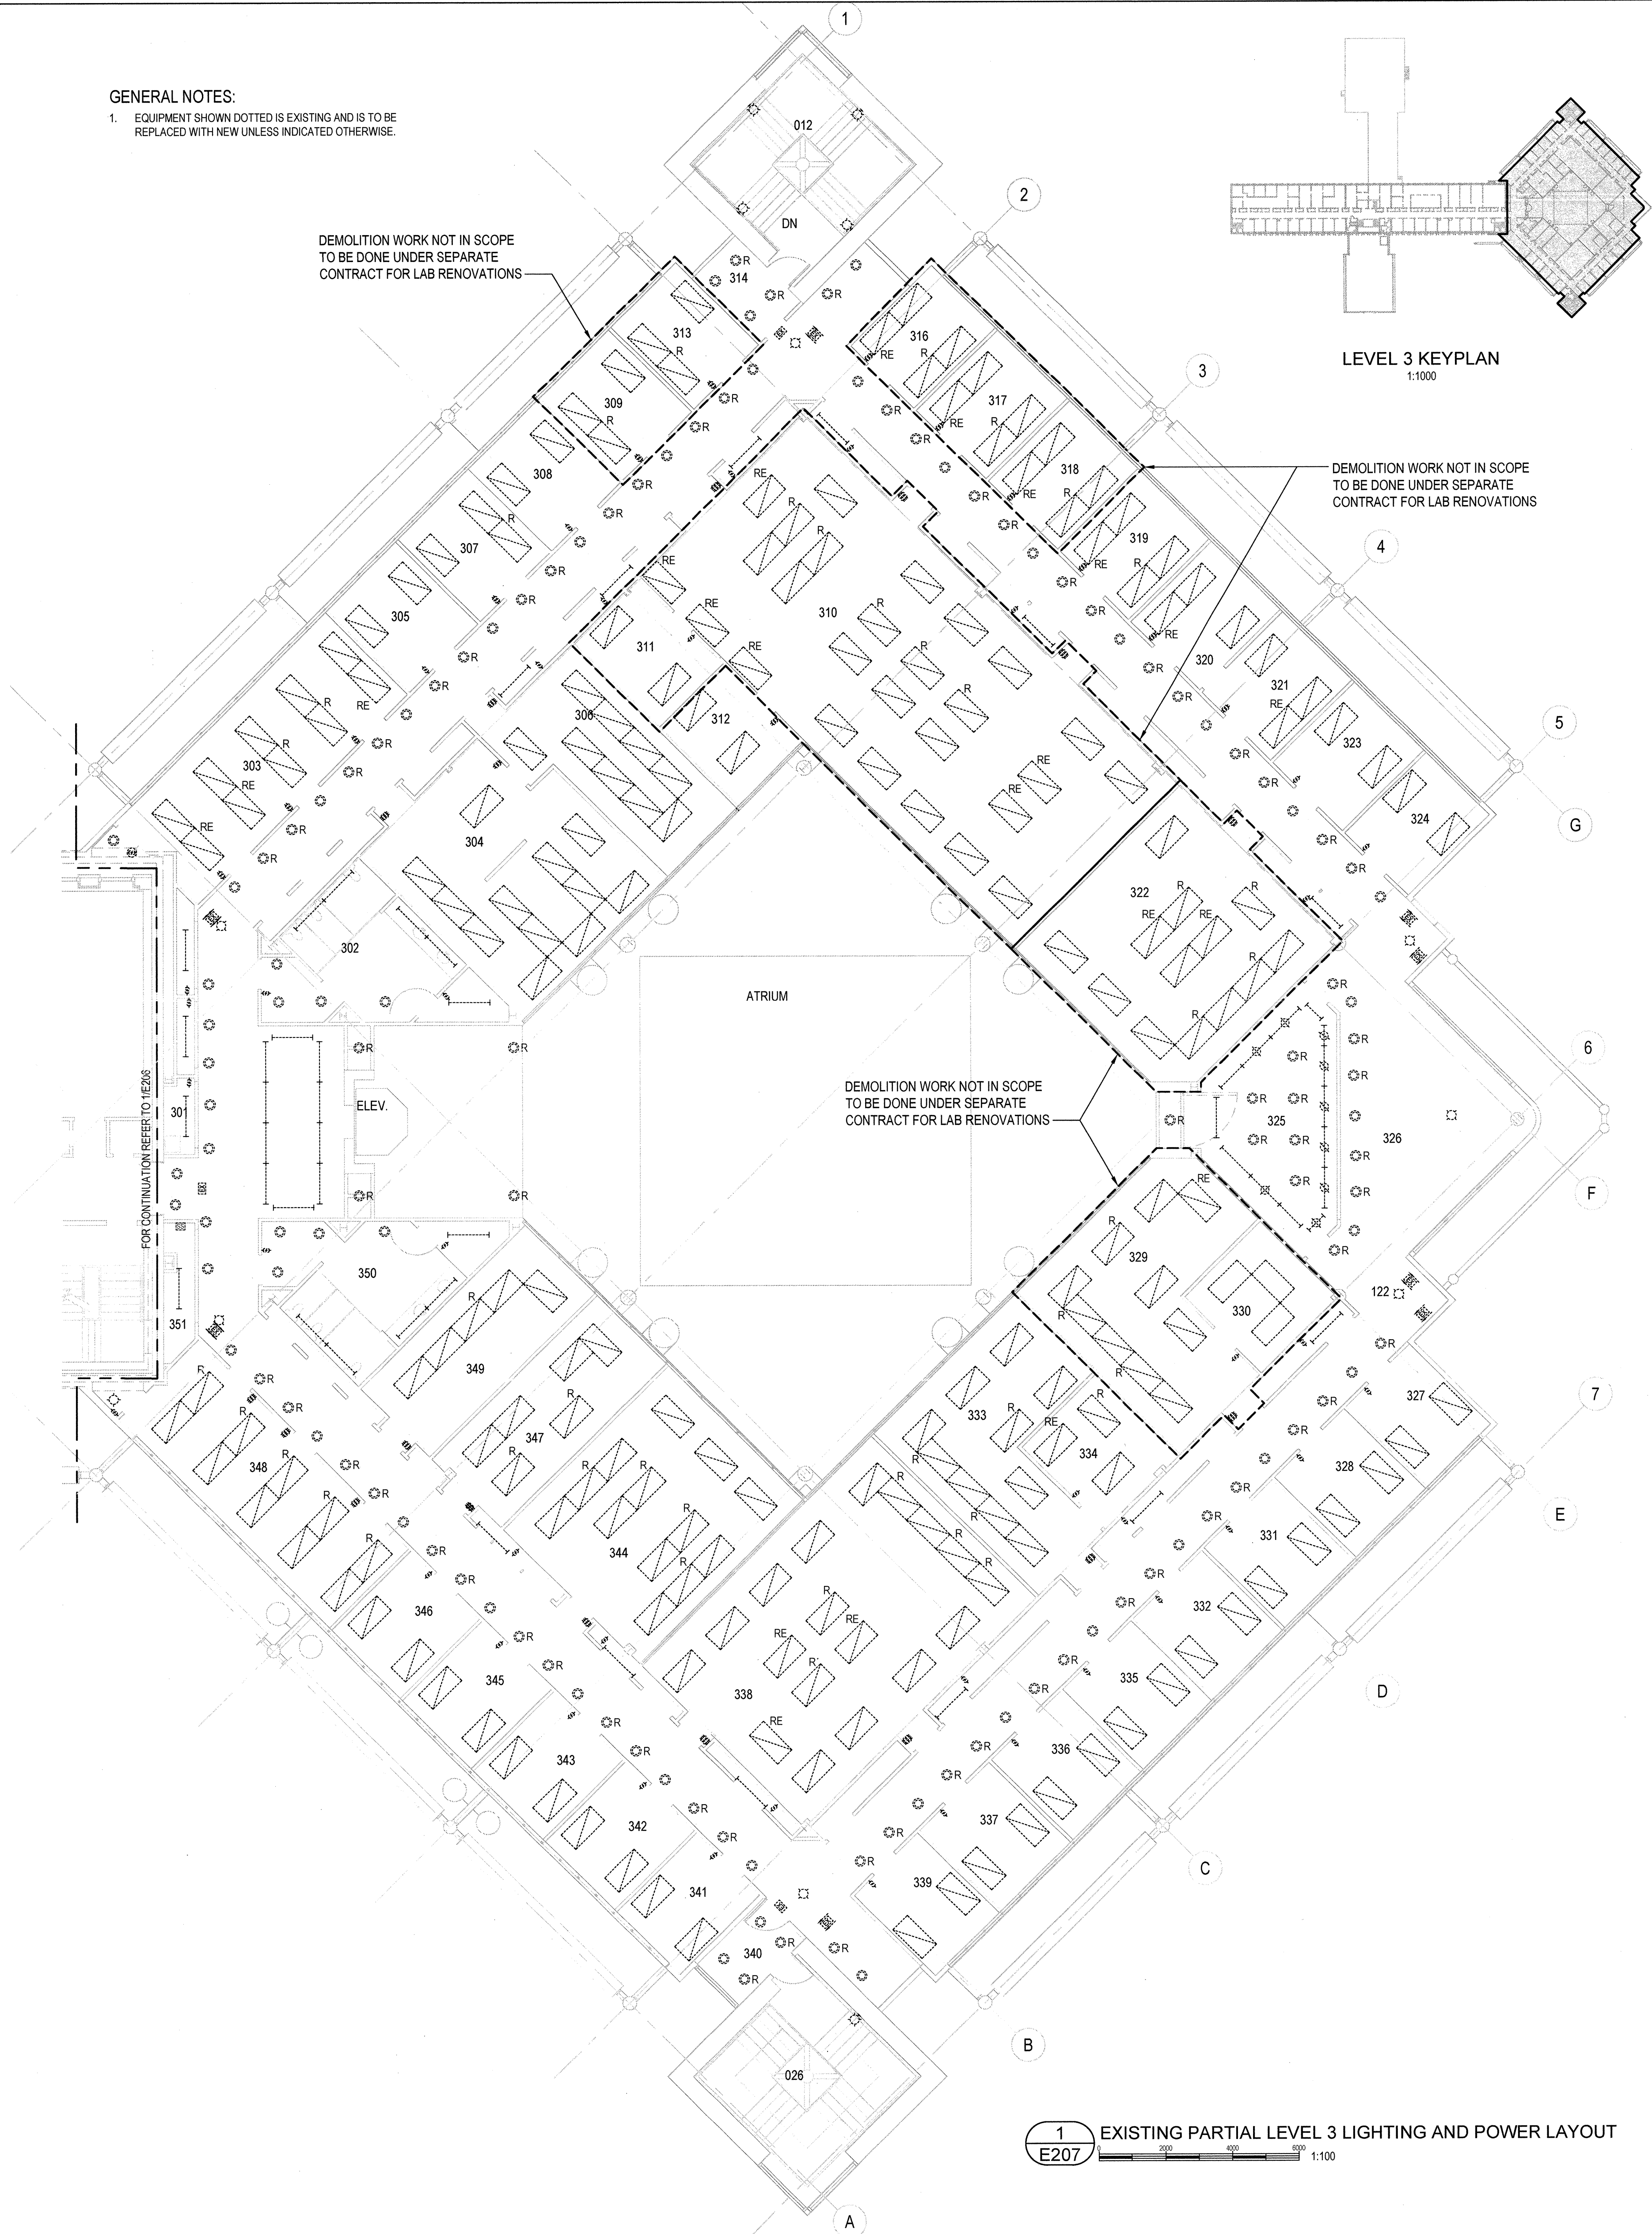 GENERAL NOTES:
1. EQUIPMENT SHOWN DOTTED IS EXISTING AND IS TO BE
REPLACED WITH NEW UNLESS INDICATED OTHERWISE.
DEMOLITION WORK NOT IN SCOPE
TO BE DONE UNDER SEPARATE
CONTRACT FOR LAB RENOVATIONS
LEVEL 3 KEYPLAN
1:1000
DEMOLITION WORK NOT IN SCOPE
TO BE DONE UNDER SEPARATE
CONTRACT FOR LAB RENOVATIONS
DEMOLITION WORK NOT IN SCOPE
TO BE DONE UNDER SEPARATE
CONTRACT FOR LAB RENOVATIONS
FOR CONTINUATION REFER TO 1/E206
ATRIUM
ELEV.
DN
1
2
3
4
5
G
6
F
7
E
D
C
B
A
012
314
313
316
309
317
308
318
307
319
305
310
311
320
321
306
312
323
303
304
324
322
302
301
325
326
350
329
122
351
330
349
327
333
347
334
328
348
331
344
346
332
345
335
338
343
336
342
337
341
339
340
026
R
RE
1
E207
EXISTING PARTIAL LEVEL 3 LIGHTING AND POWER LAYOUT
0 2000 4000 6000
1:100